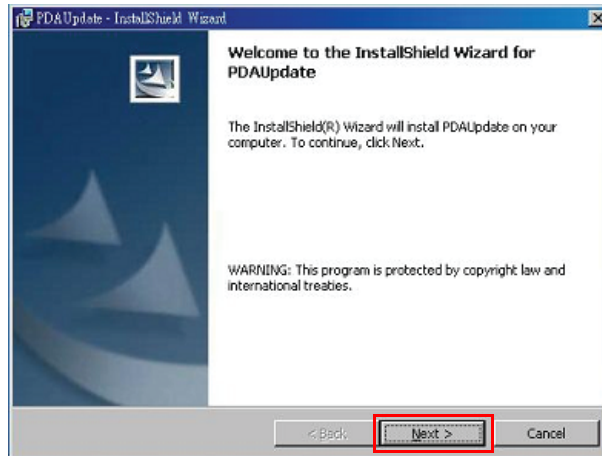 PDAUpdate - InstallShield Wizard
Welcome to the InstallShield Wizard for
PDAUpdate
The InstallShield(R) Wizard will install PDAUpdate on your
computer. To continue, click Next.
WARNING: This program is protected by copyright law and
international treaties.
< Back
Next >
Cancel